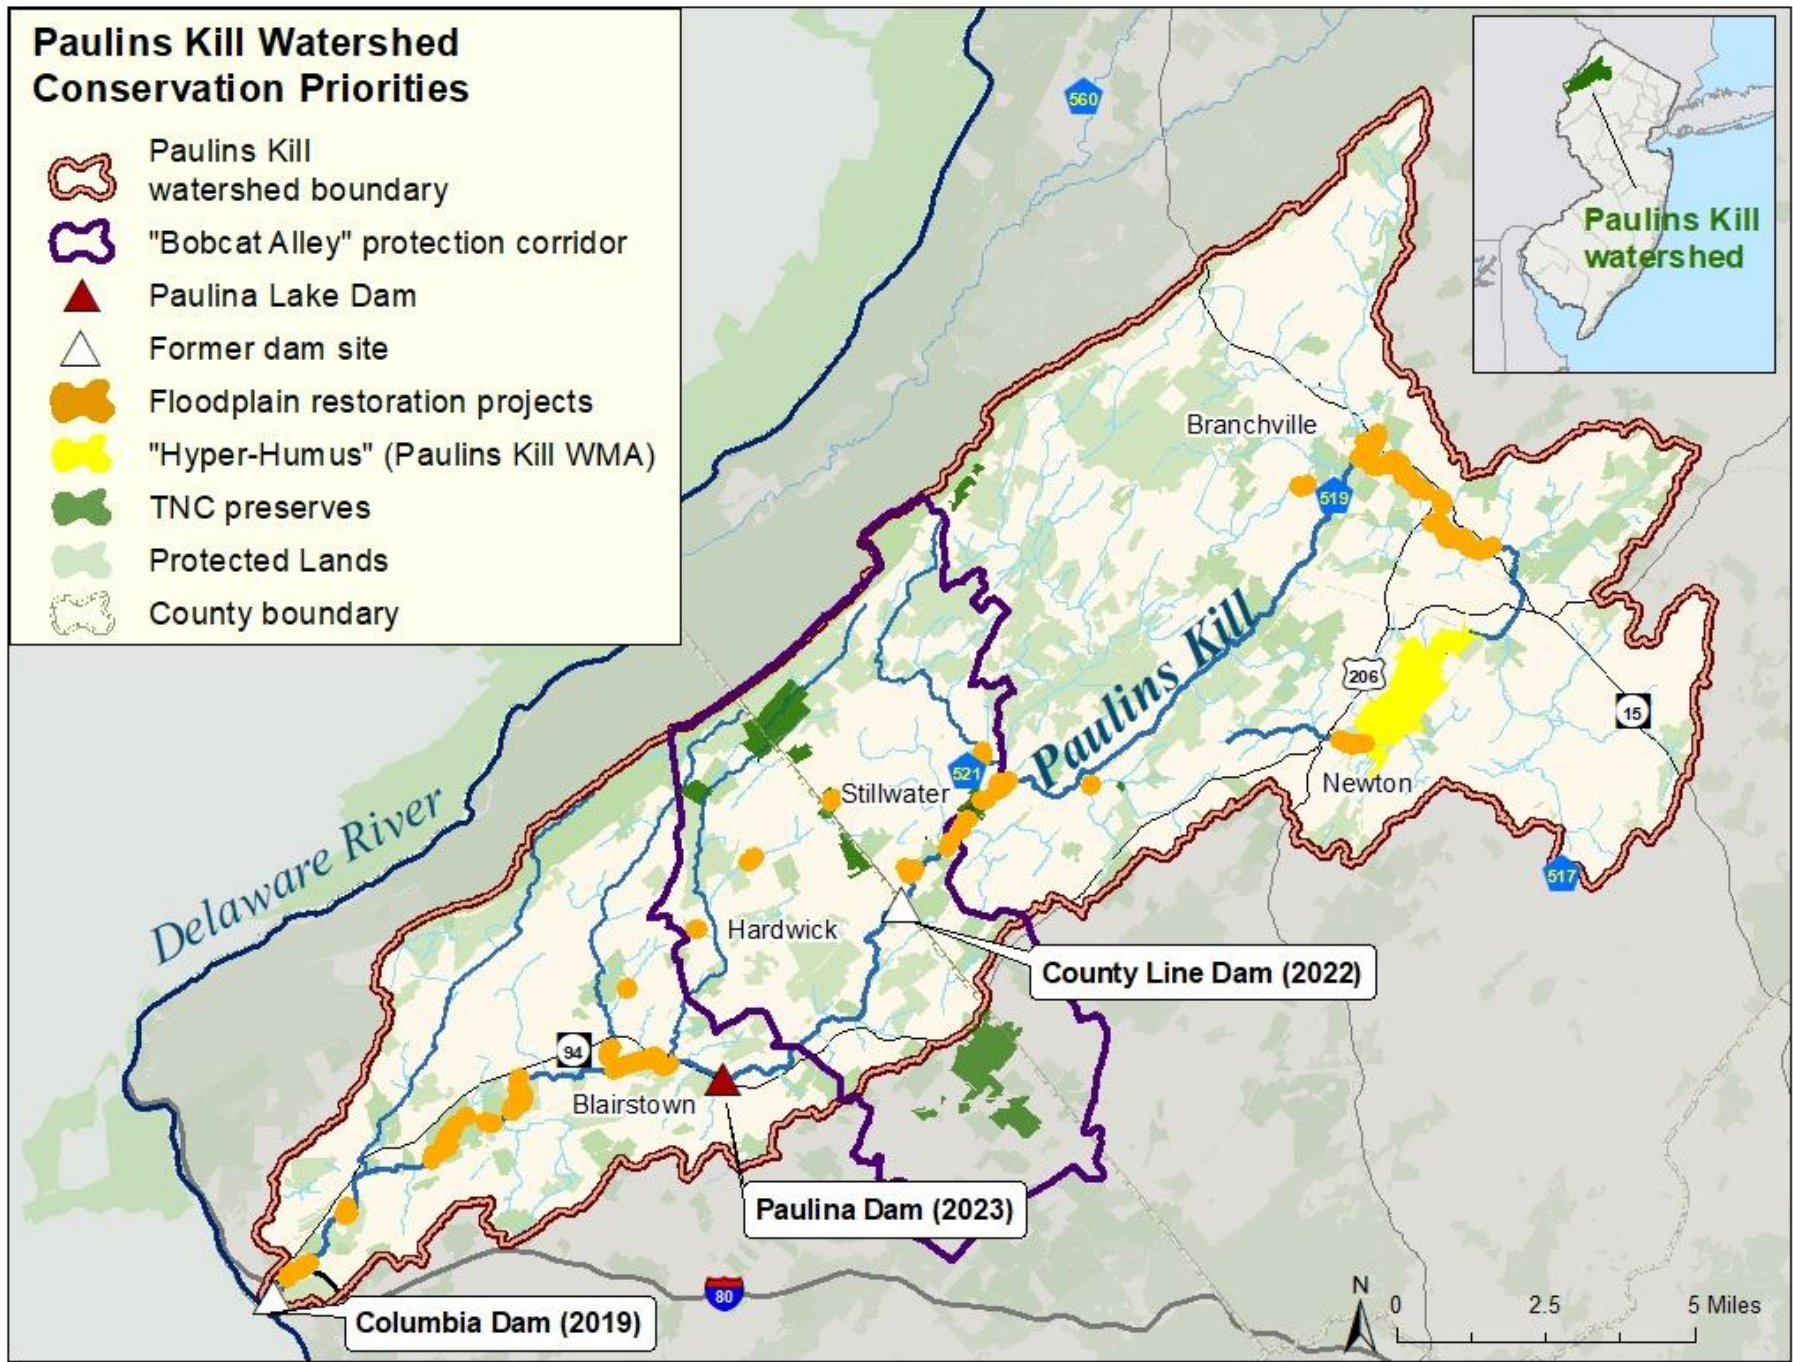 Paulins Kill Watershed
Conservation Priorities
Paulins Kill
watershed boundary
"Bobcat Alley" protection corridor
Paulina Lake Dam
Former dam site
Floodplain restoration projects
"Hyper-Humus" (Paulins Kill WMA)
TNC preserves
Protected Lands
County boundary
560
Paulins Kill
watershed
Branchville
519
Paulins Kill
206
15
Newton
517
521
Stillwater
Delaware River
Hardwick
County Line Dam (2022)
94
Blairstown
Paulina Dam (2023)
80
Columbia Dam (2019)
N
0 2.5 5 Miles